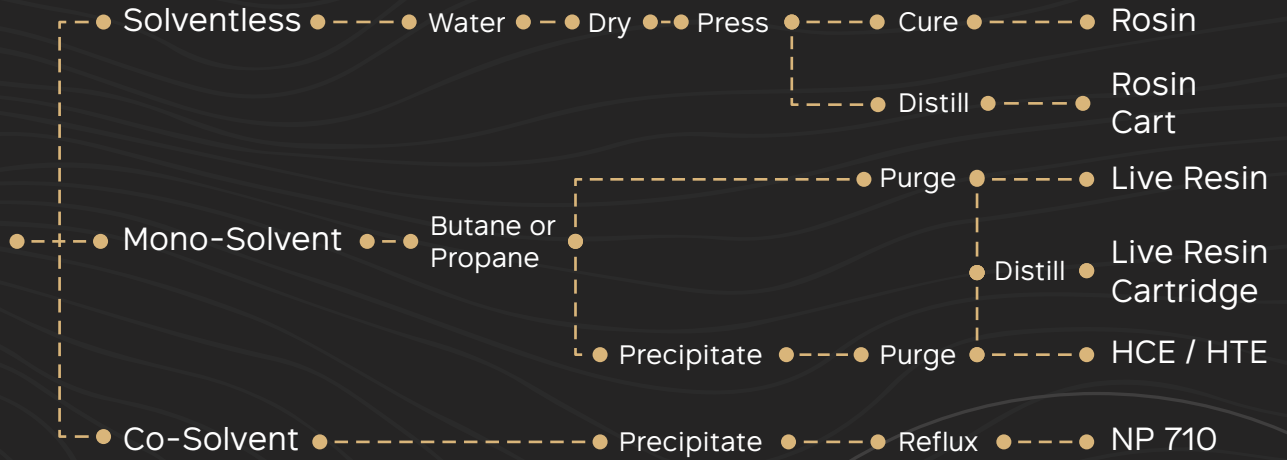 Solventless Water Dry Press Cure Rosin
Distill Rosin
Cart
Purge Live Resin
Mono-Solvent Butane or
Propane
Distill Live Resin
Cartridge
Precipitate Purge HCE / HTE
Co-Solvent Precipitate Reflux NP 710